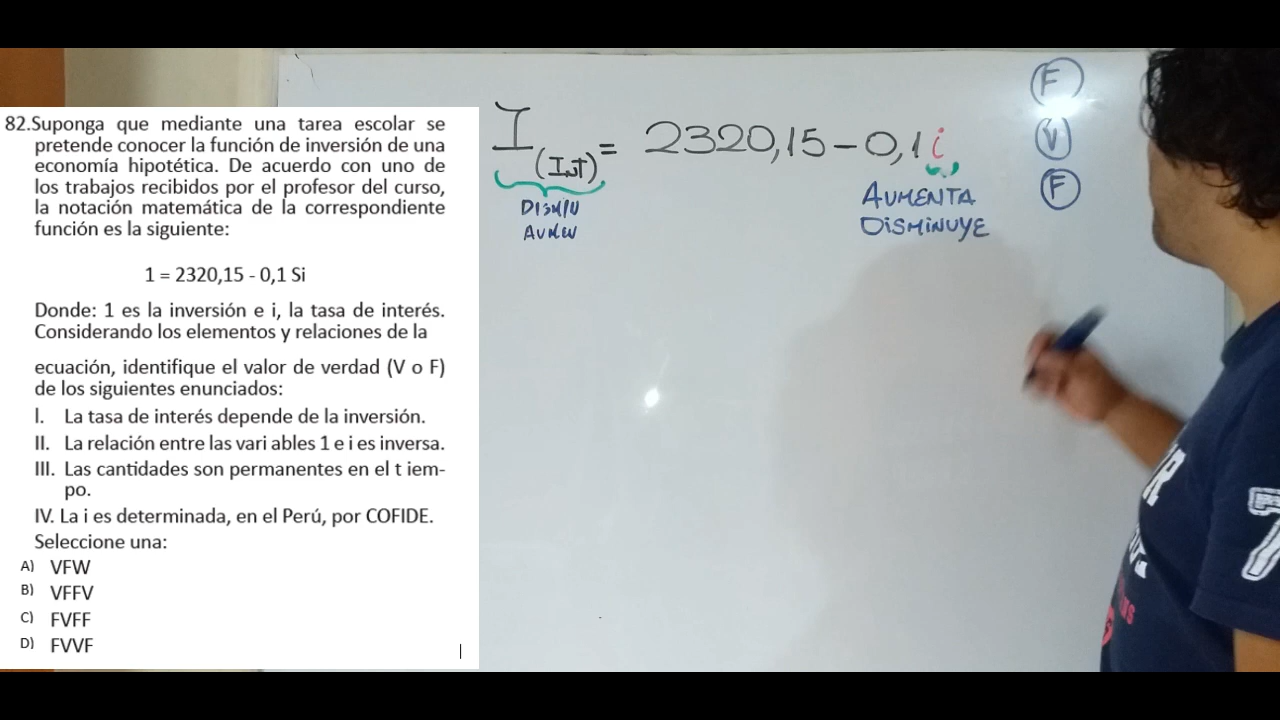 82.Suponga que mediante una tarea escolar se
pretende conocer la función de inversión de una
economía hipotética. De acuerdo con uno de
los trabajos recibidos por el profesor del curso,
la notación matemática de la correspondiente
función es la siguiente:
1 = 2320,15 - 0,1 Si
Donde: 1 es la inversión e i, la tasa de interés.
Considerando los elementos y relaciones de la
ecuación, identifique el valor de verdad (V o F)
de los siguientes enunciados:
I. La tasa de interés depende de la inversión.
II. La relación entre las vari ables 1 e i es inversa.
III. Las cantidades son permanentes en el t iem-
po.
IV. La i es determinada, en el Perú, por COFIDE.
Seleccione una:
A) VFW
B) VFFV
C) FVFF
D) FVVF
I(Int) = 2320,15 - 0,1 i
DISMIN
AUMEN
AUMENTA
DISMINUYE
F
V
F
7